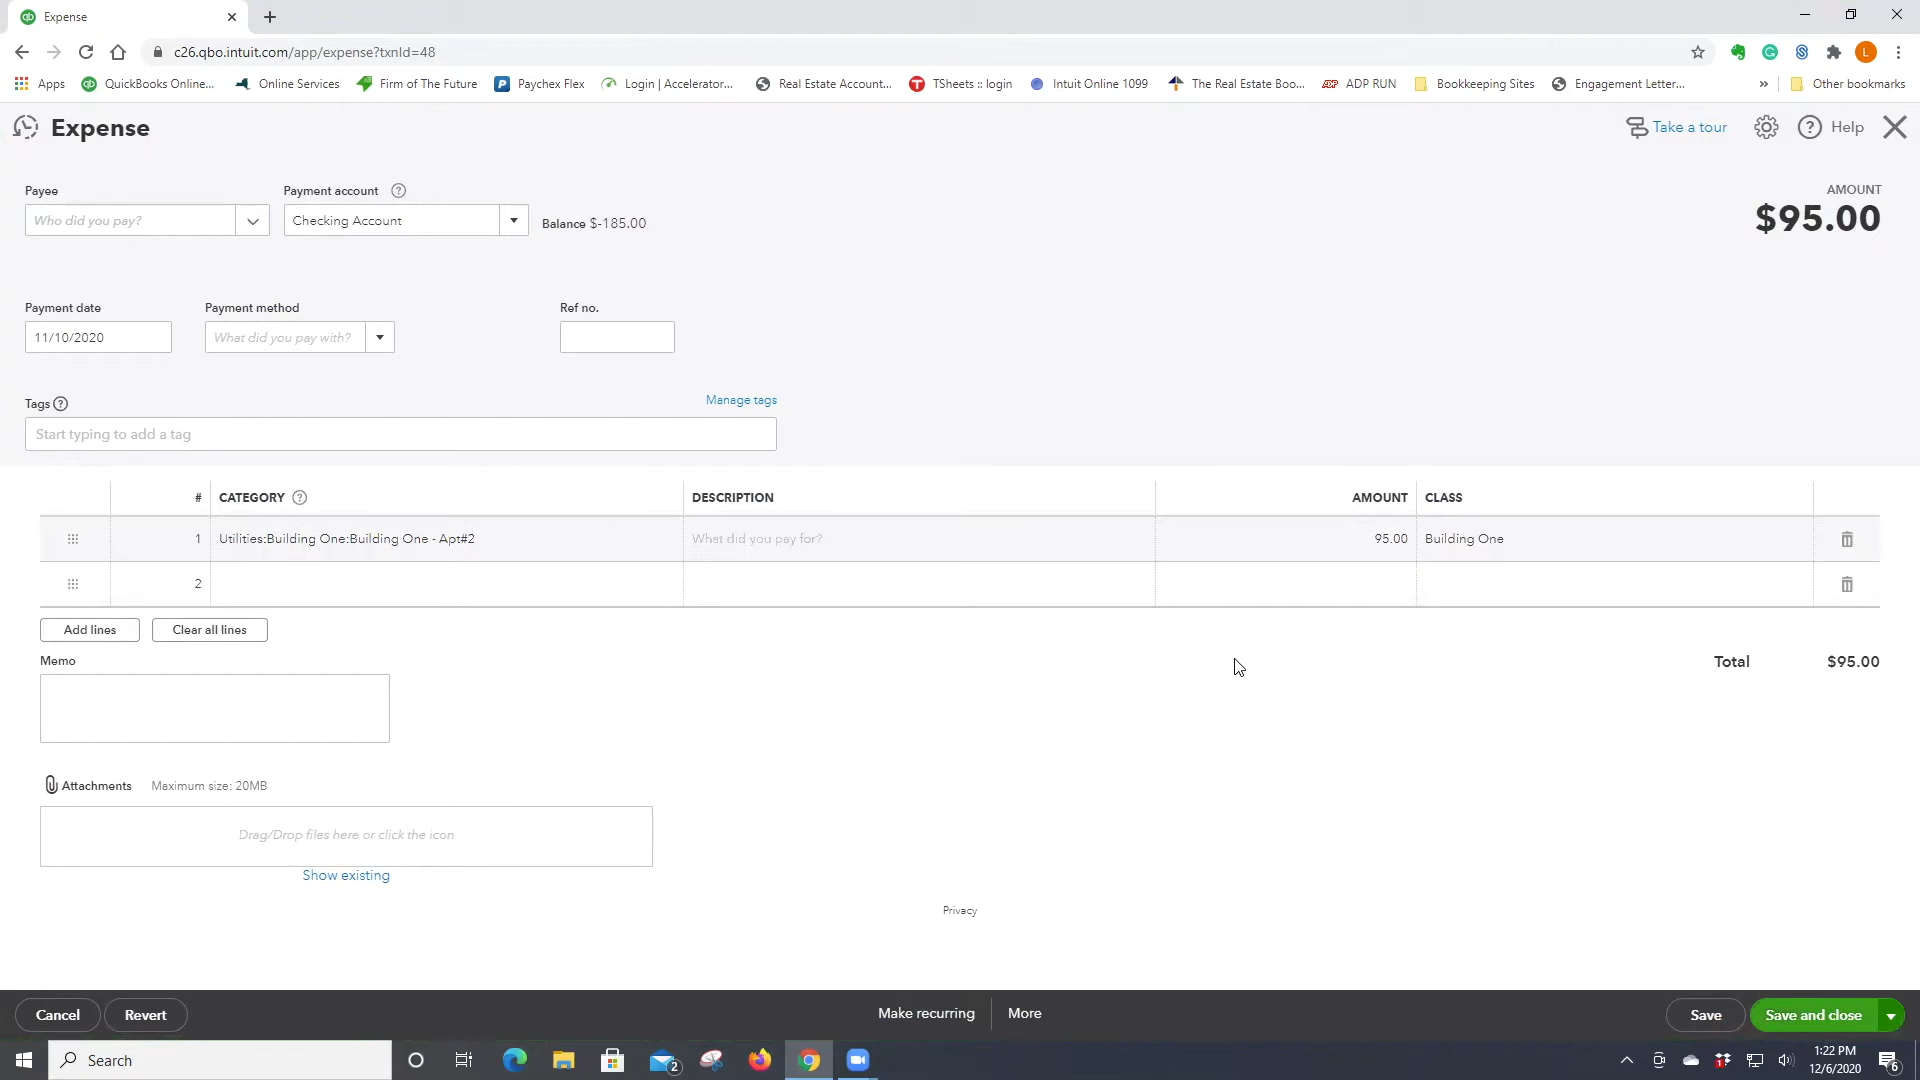 Expense
c26.qbo.intuit.com/app/expense?txnId=48
Apps QuickBooks Online... Online Services Firm of The Future Paychex Flex Login | Accelerator... Real Estate Account... TSheets :: login Intuit Online 1099 The Real Estate Boo... ADP RUN Bookkeeping Sites Engagement Letter... » Other bookmarks
Expense
Take a tour Help
Payee Payment account AMOUNT
Who did you pay? Checking Account Balance $-185.00 $95.00
Payment date Payment method Ref no.
11/10/2020 What did you pay with?
Tags Manage tags
Start typing to add a tag
# CATEGORY DESCRIPTION AMOUNT CLASS
1 Utilities:Building One:Building One - Apt#2 What did you pay for? 95.00 Building One
2
Add lines Clear all lines
Memo Total $95.00
Attachments Maximum size: 20MB
Drag/Drop files here or click the icon
Show existing
Privacy
Cancel Revert Make recurring More Save Save and close
Search 2 1:22 PM
12/6/2020 6